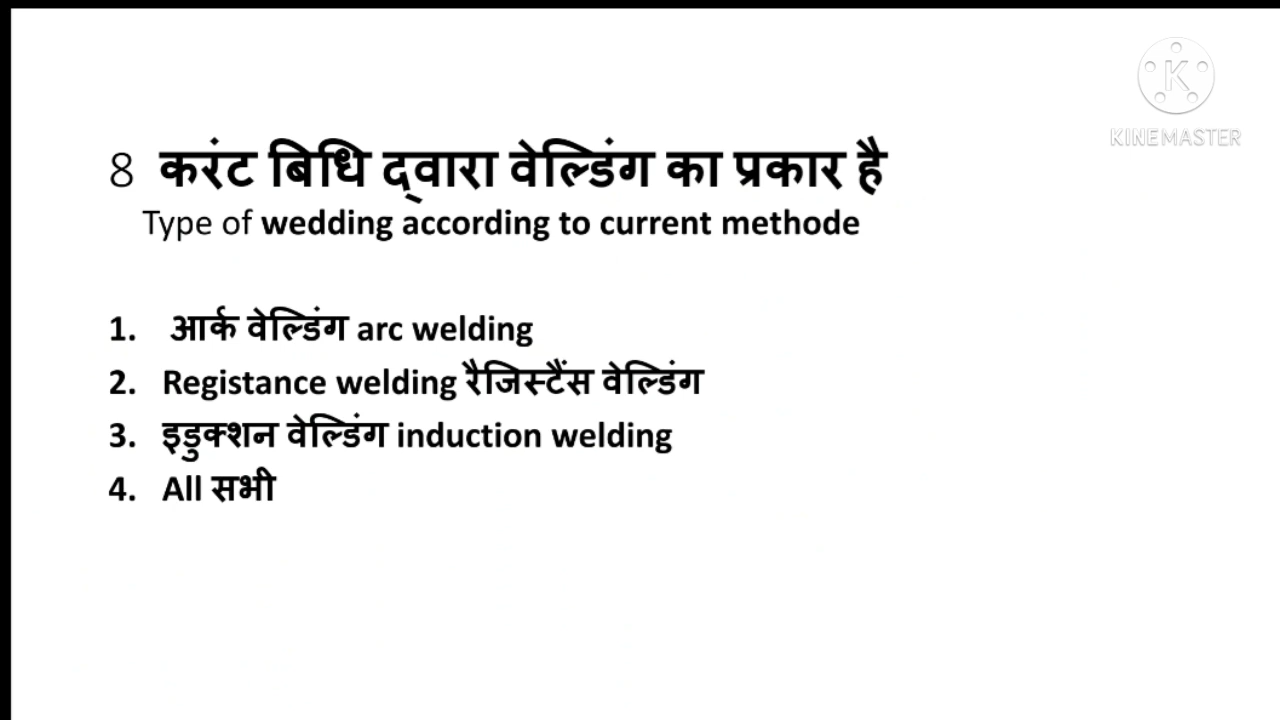 KINEMASTER
8 करंट बिधि द्वारा वेल्डिंग का प्रकार है
Type of wedding according to current methode
1. आर्क वेल्डिंग arc welding
2. Registance welding रैजिस्टैंस वेल्डिंग
3. इडुक्शन वेल्डिंग induction welding
4. All सभी